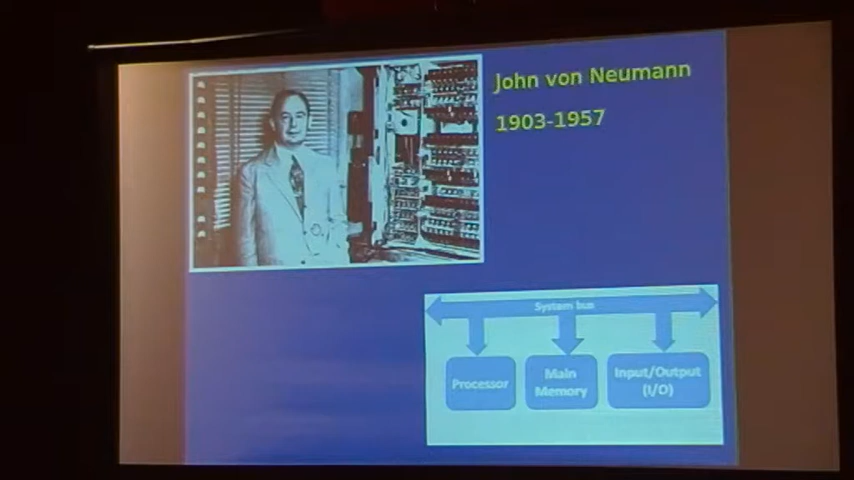 John von Neumann
1903-1957
System bus
Processor
Main
Memory
Input/Output
(I/O)